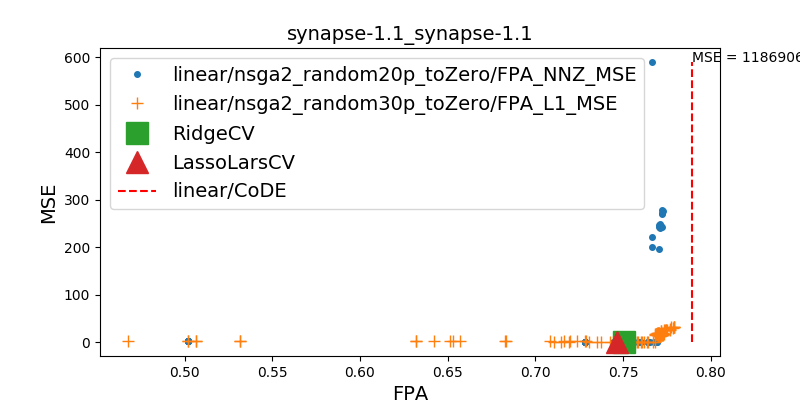 synapse-1.1_synapse-1.1
MSE = 1186906
600
500
400
300
200
100
0
MSE
linear/nsga2_random20p_toZero/FPA_NNZ_MSE
linear/nsga2_random30p_toZero/FPA_L1_MSE
RidgeCV
LassoLarsCV
linear/CoDE
0.50 0.55 0.60 0.65 0.70 0.75 0.80
FPA